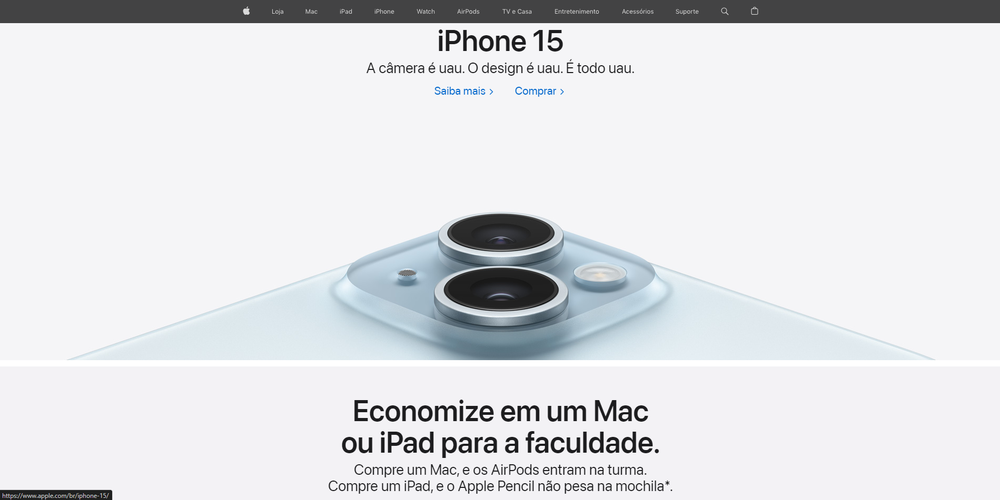 Loja Mac iPad iPhone Watch AirPods TV e Casa Entretenimento Acessórios Suporte
iPhone 15
A câmera é uau. O design é uau. É todo uau.
Saiba mais > Comprar >
Economize em um Mac
ou iPad para a faculdade.
Compre um Mac, e os AirPods entram na turma.
Compre um iPad, e o Apple Pencil não pesa na mochila*.
https://www.apple.com/br/iphone-15/